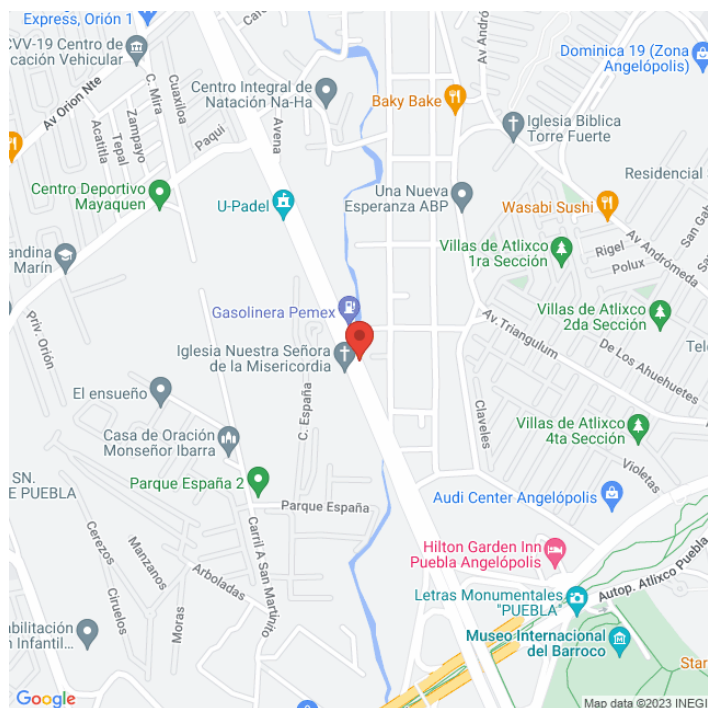 Express, Orión 1
CVV-19 Centro de
Av Orion Nte
C. Mira
Cuaxiloa
Zampayo
Tepal
Acatitla
Paqui
Avena
Centro Integral de
Natación Na-Ha
Baky Bake
Dominica 19 (Zona
Angelópolis)
Iglesia Biblica
Torre Fuerte
Residencial
Centro Deportivo
Mayaquen
U-Padel
Una Nueva
Esperanza ABP
Wasabi Sushi
Av Andrómeda
Villas de Atlixco
1ra Sección
Rigel
Polux
Marín
Priv. Orión
Gasolinera Pemex
Villas de Atlixco
2da Sección
Av. Triangulum
De Los Ahuehuetes
Iglesia Nuestra Señora
de la Misericordia
El ensueño
C. España
Claveles
Casa de Oración
Monseñor Ibarra
Villas de Atlixco
4ta Sección
Violetas
SN.
PUEBLA
Parque España 2
Parque España
Audi Center Angelópolis
Cerezos
Manzanos
Ciruelos
Moras
Arboladas
Carril A San Martinito
Hilton Garden Inn
Puebla Angelópolis
Letras Monumentales
"PUEBLA"
Autop. Atlixco Puebla
Museo Internacional
del Barroco
Infantil...
Google
Map data ©2023 INEGI